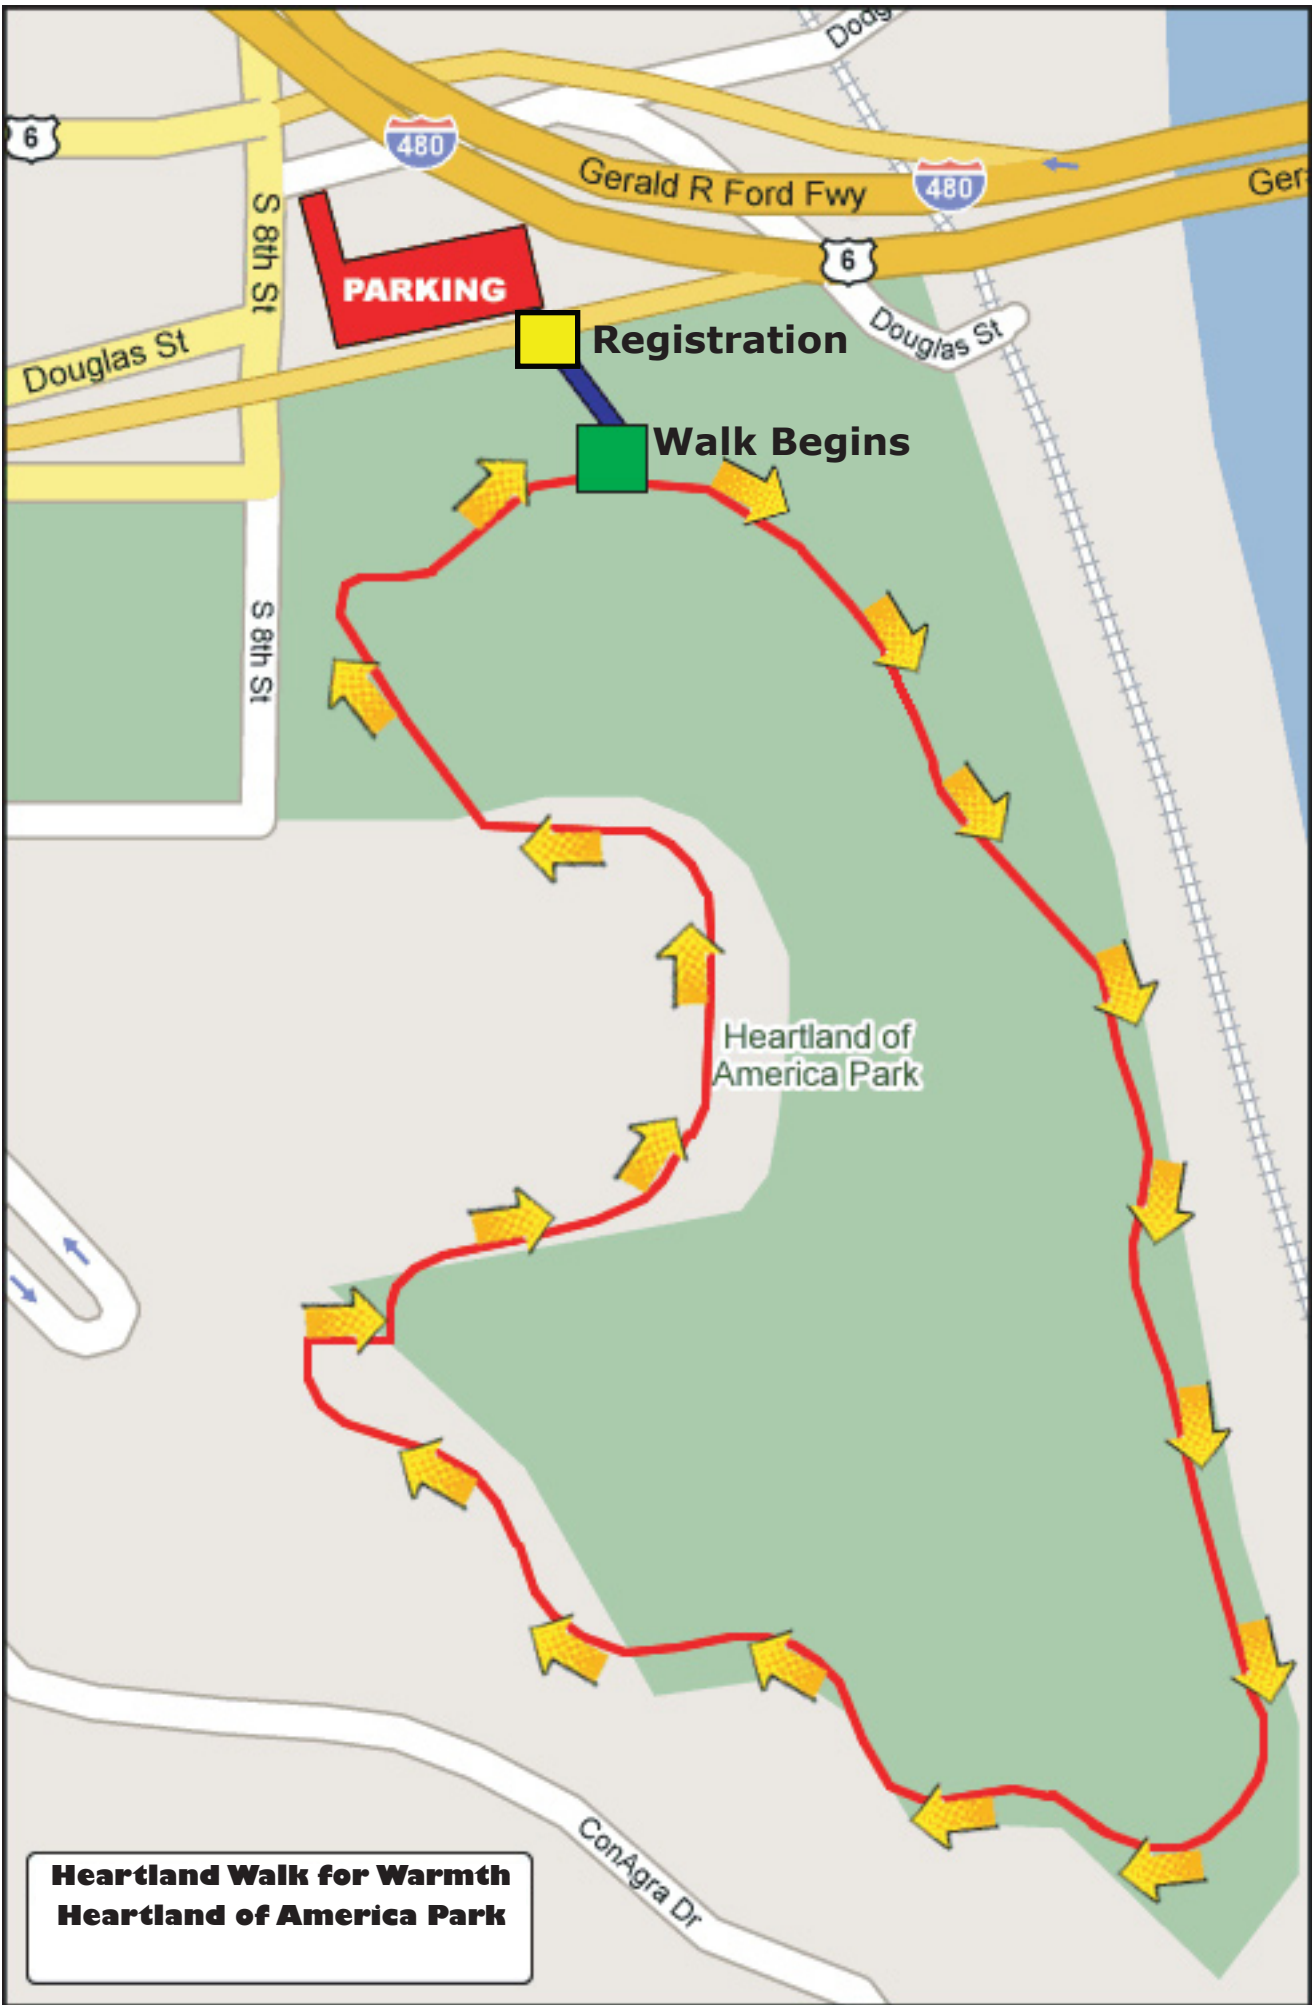 Dodg
6
480
Gerald R Ford Fwy
480
Ger
S 8th St
6
PARKING
Douglas St
Registration
Douglas St
Walk Begins
S 8th St
Heartland of
America Park
ConAgra Dr
Heartland Walk for Warmth
Heartland of America Park